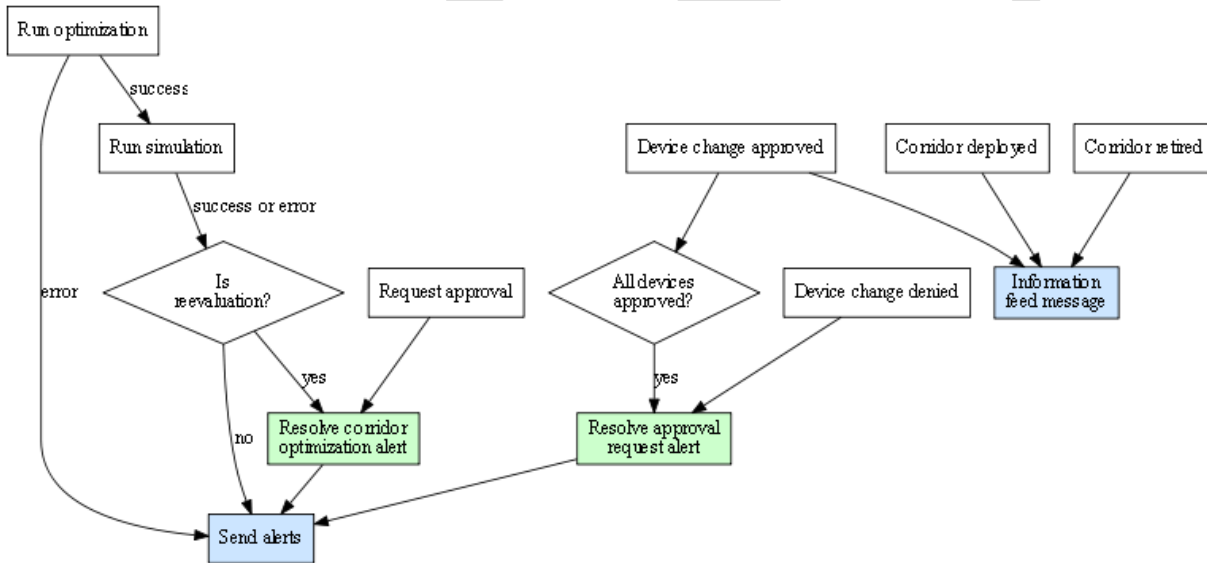 Run optimization
success
Run simulation
Device change approved
Corridor deployed
Corridor retired
success or error
error
Is
reevaluation?
Request approval
All devices
approved?
Device change denied
Information
feed message
yes
yes
no
Resolve corridor
optimization alert
Resolve approval
request alert
Send alerts